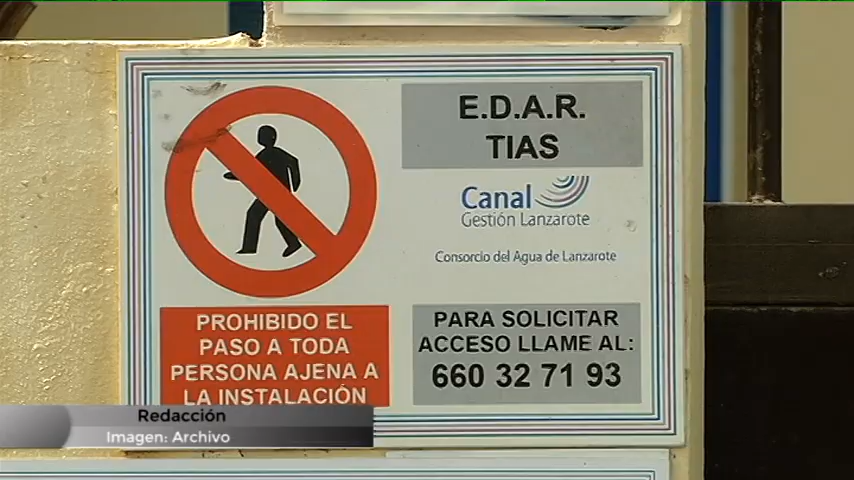 E.D.A.R.
TIAS
Canal
Gestión Lanzarote
Consorcio del Agua de Lanzarote
PROHIBIDO EL
PASO A TODA
PERSONA AJENA A
LA INSTALACIÓN
PARA SOLICITAR
ACCESO LLAME AL:
660 32 71 93
Redacción
Imagen: Archivo